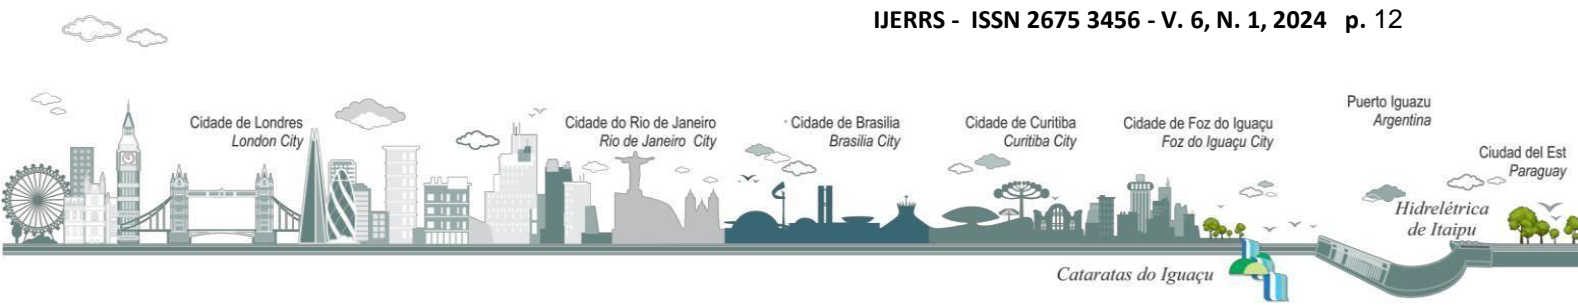 IJERRS - ISSN 2675 3456 - V. 6, N. 1, 2024 p. 12
Cidade de Londres
London City
Cidade do Rio de Janeiro
Rio de Janeiro City
Cidade de Brasilia
Brasilia City
Cidade de Curitiba
Curitiba City
Cidade de Foz do Iguaçu
Foz do Iguaçu City
Puerto Iguazu
Argentina
Ciudad del Est
Paraguay
Hidrelétrica
de Itaipu
Cataratas do Iguaçu